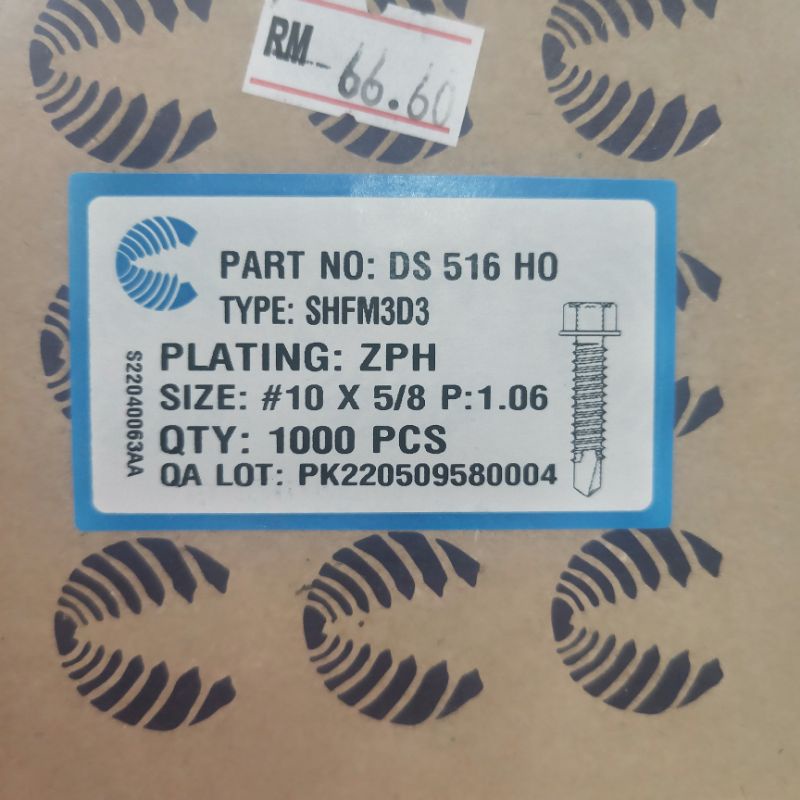 RM 66.60
PART NO: DS 516 HO
TYPE: SHFM3D3
PLATING: ZPH
SIZE: #10 X 5/8 P:1.06
QTY: 1000 PCS
QA LOT: PK220509580004
S22040063AA